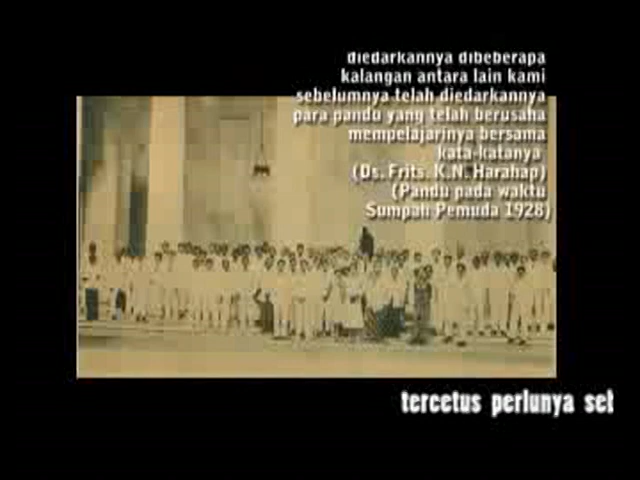 diedarkannya dibeberapa
kalangan antara lain kami
sebelumnya telah diedarkannya
para pandu yang telah berusaha
mempelajarinya bersama
kata-katanya
(Ds. Frits. K.N. Harahap)
(Pandu pada waktu
Sumpah Pemuda 1928)
tercetus perlunya set